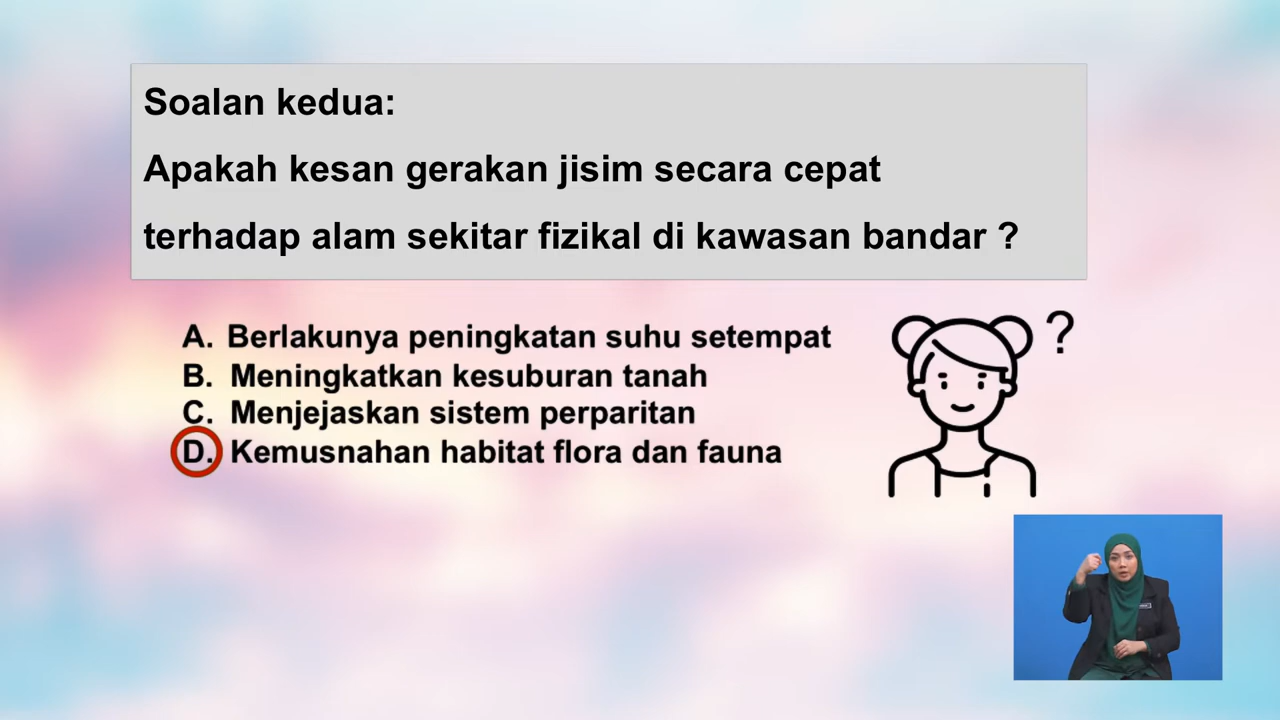 Soalan kedua:
Apakah kesan gerakan jisim secara cepat
terhadap alam sekitar fizikal di kawasan bandar ?
A. Berlakunya peningkatan suhu setempat
B. Meningkatkan kesuburan tanah
C. Menjejaskan sistem perparitan
D. Kemusnahan habitat flora dan fauna
?